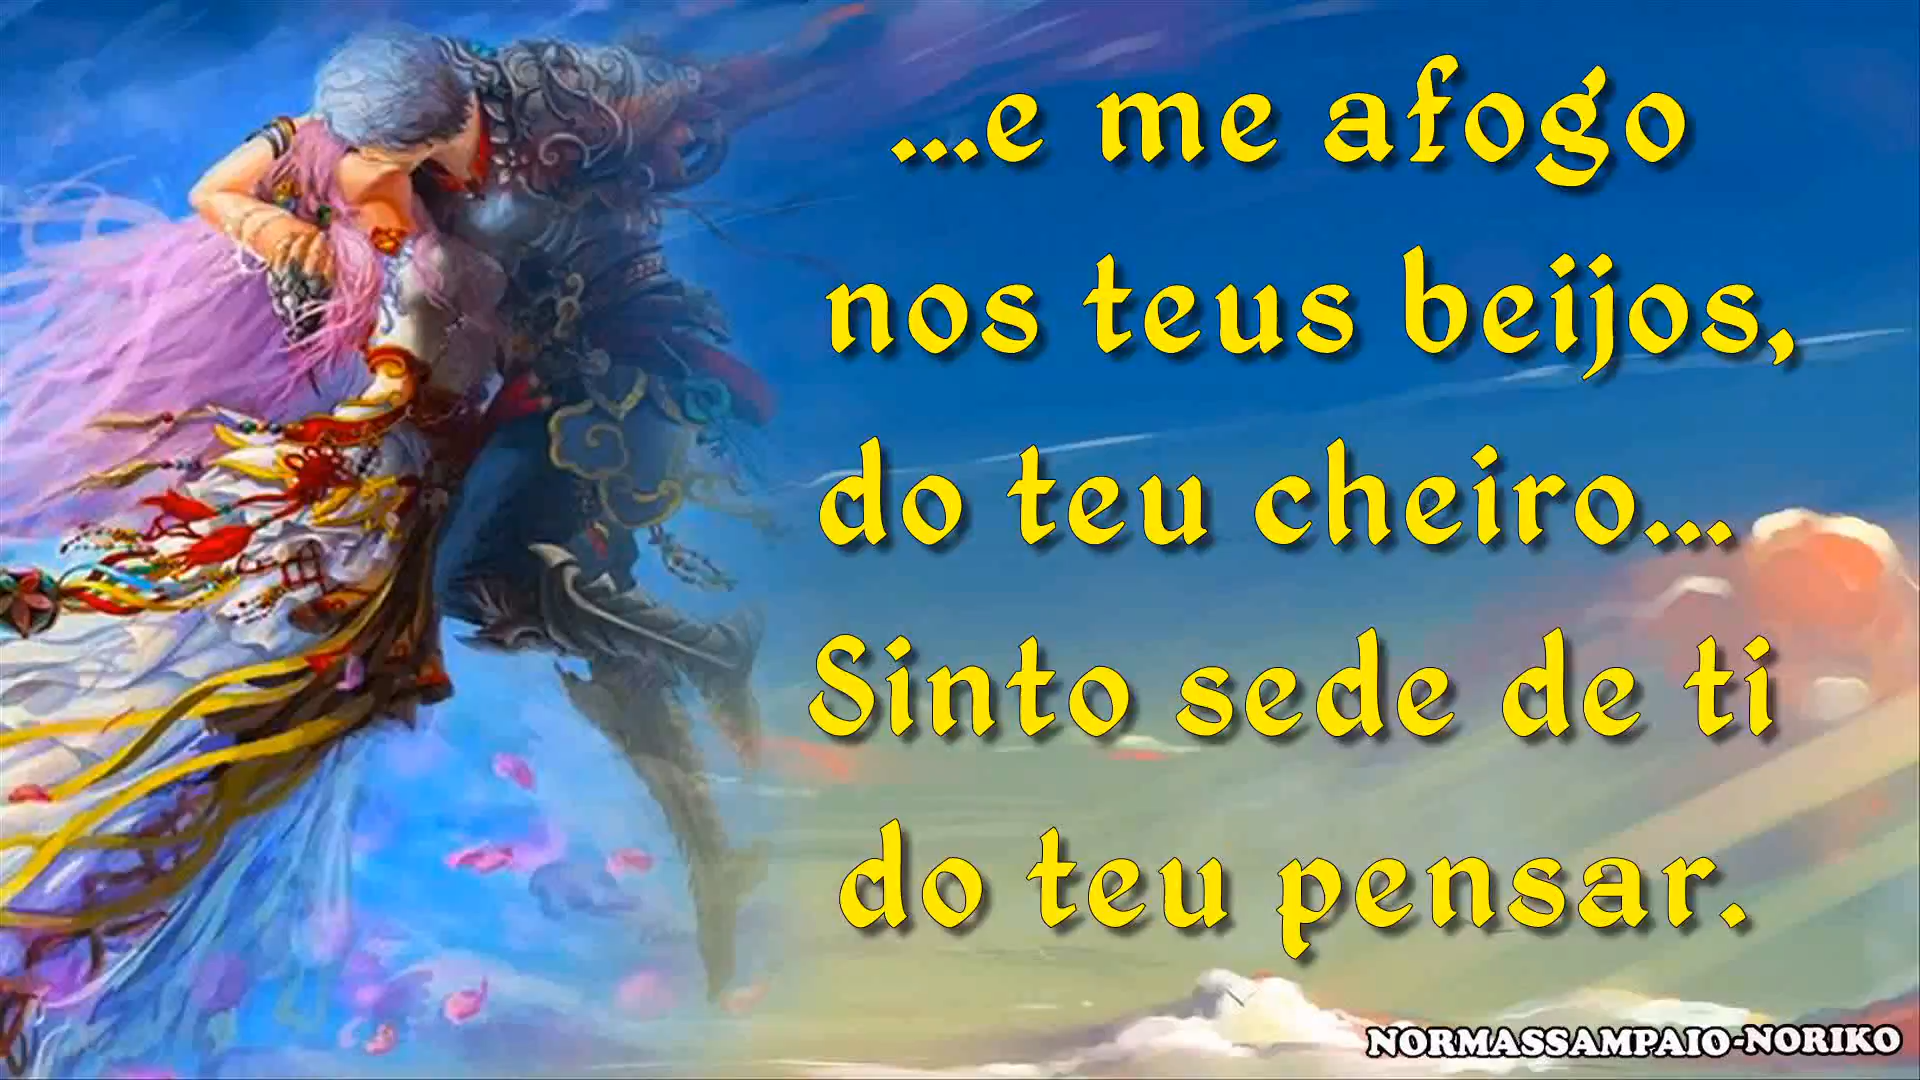 ...e me afogo
nos teus beijos,
do teu cheiro...
Sinto sede de ti
do teu pensar.
NORMASSAMPAIO-NORIKO